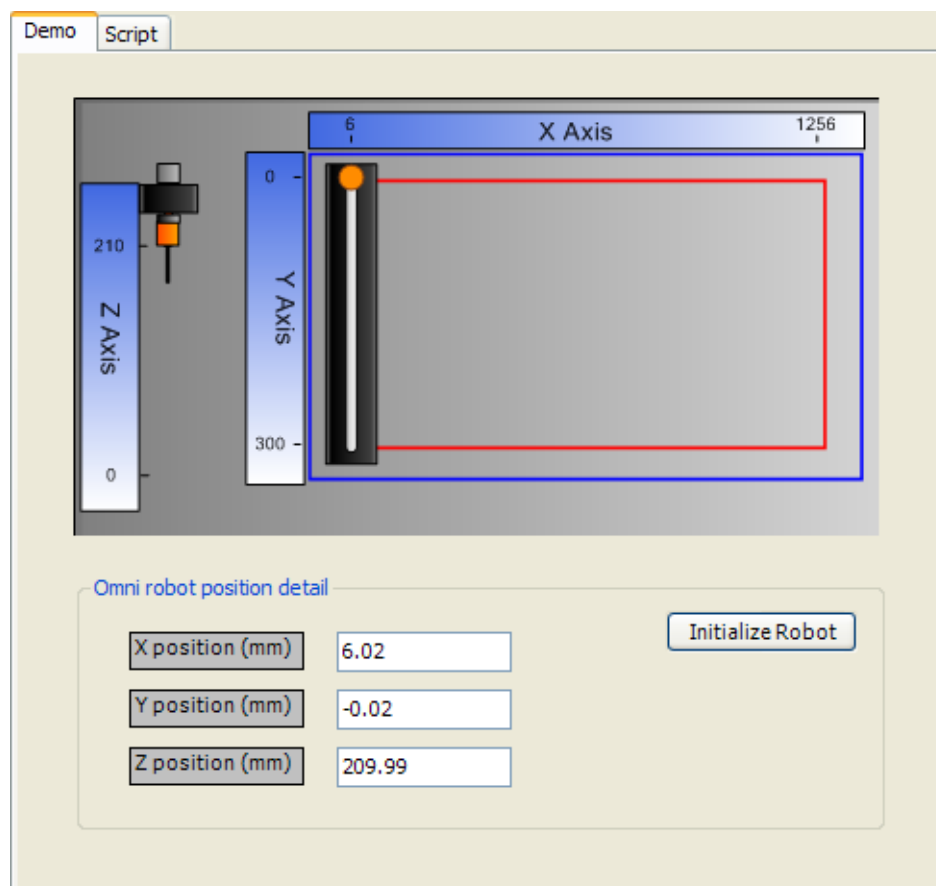 Demo
Script
6
X Axis
1256
0
210
Z Axis
Y Axis
300
0
Omni robot position detail
Initialize Robot
X position (mm)
6.02
Y position (mm)
-0.02
Z position (mm)
209.99